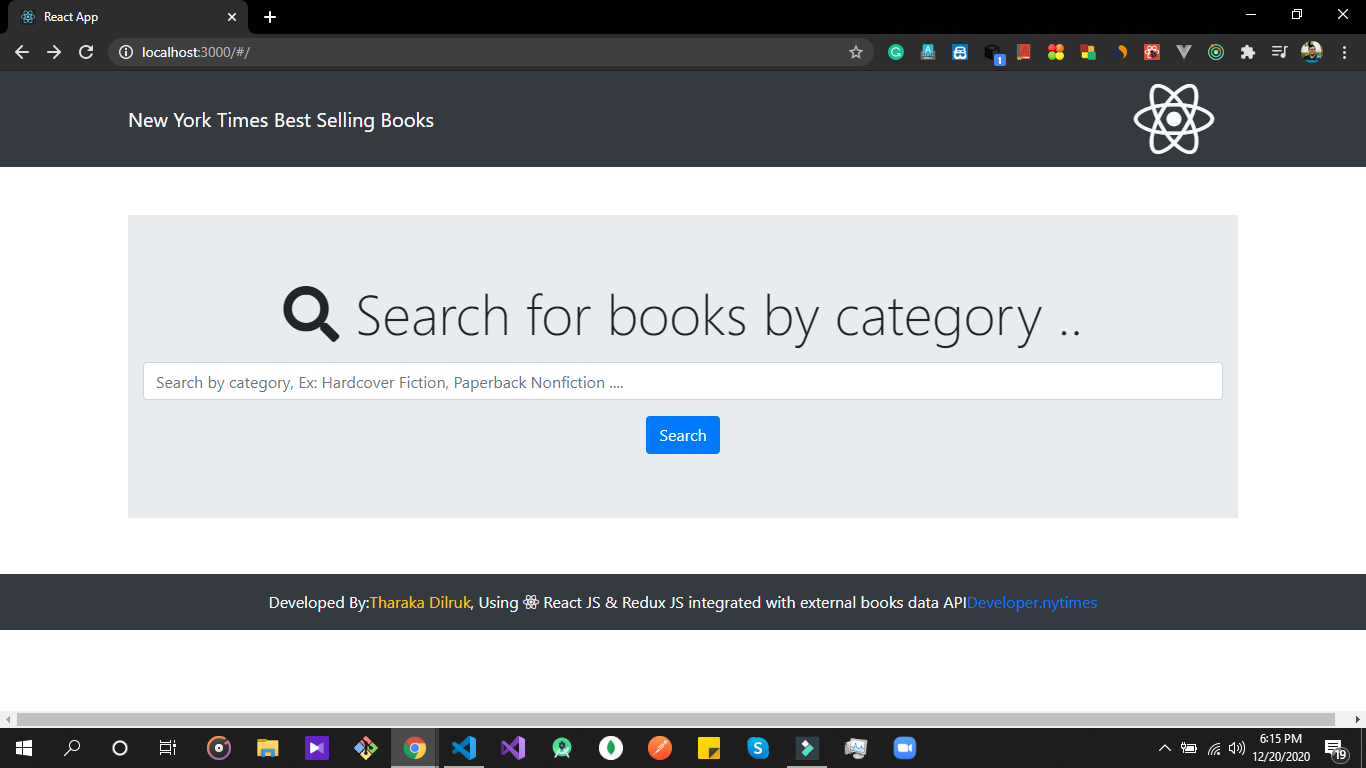 React App
localhost:3000/#/
1
New York Times Best Selling Books
Search for books by category ..
Search by category, Ex: Hardcover Fiction, Paperback Nonfiction ....
Search
Developed By:Tharaka Dilruk, Using React JS & Redux JS integrated with external books data APIDeveloper.nytimes
6:15 PM
12/20/2020
19